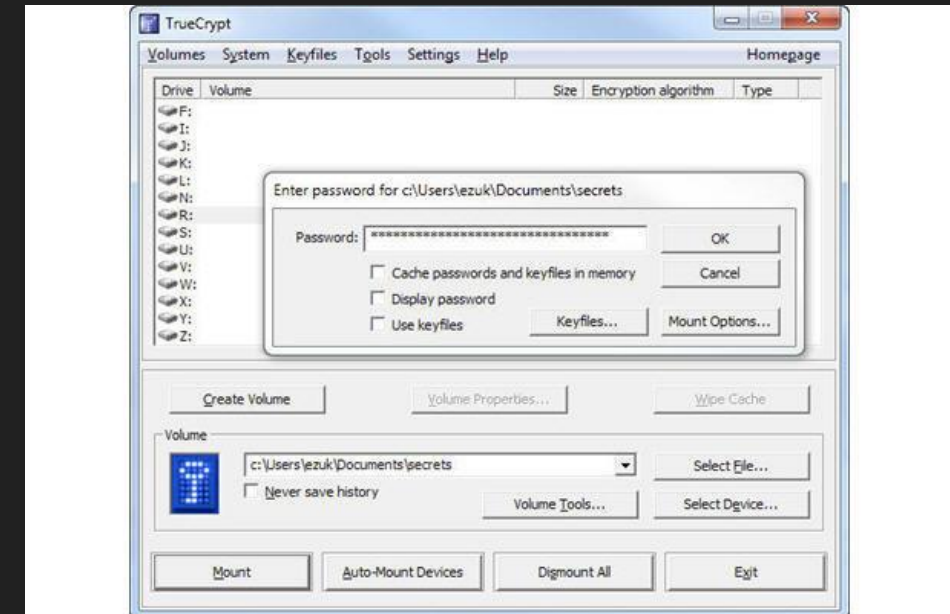 TrueCrypt
Volumes System Keyfiles Tools Settings Help Homepage
Drive Volume Size Encryption algorithm Type
F:
I:
J:
K:
L:
N:
R:
S:
U:
V:
W:
X:
Y:
Z:
Enter password for c:\Users\ezuk\Documents\secrets
Password: ******************************** OK
Cache passwords and keyfiles in memory Cancel
Display password
Use keyfiles Keyfiles... Mount Options...
Create Volume Volume Properties... Wipe Cache
Volume
c:\Users\ezuk\Documents\secrets Select File...
Never save history
Volume Tools... Select Device...
Mount Auto-Mount Devices Dismount All Exit